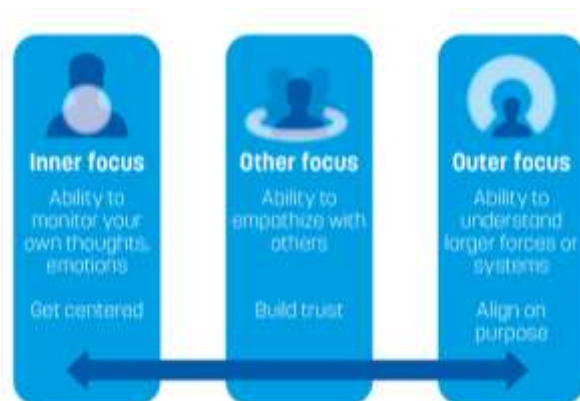 Inner focus
Ability to
monitor your
own thoughts,
emotions
Get centered
Other focus
Ability to
empathize with
others
Build trust
Outer focus
Ability to
understand
larger forces or
systems
Align on
purpose